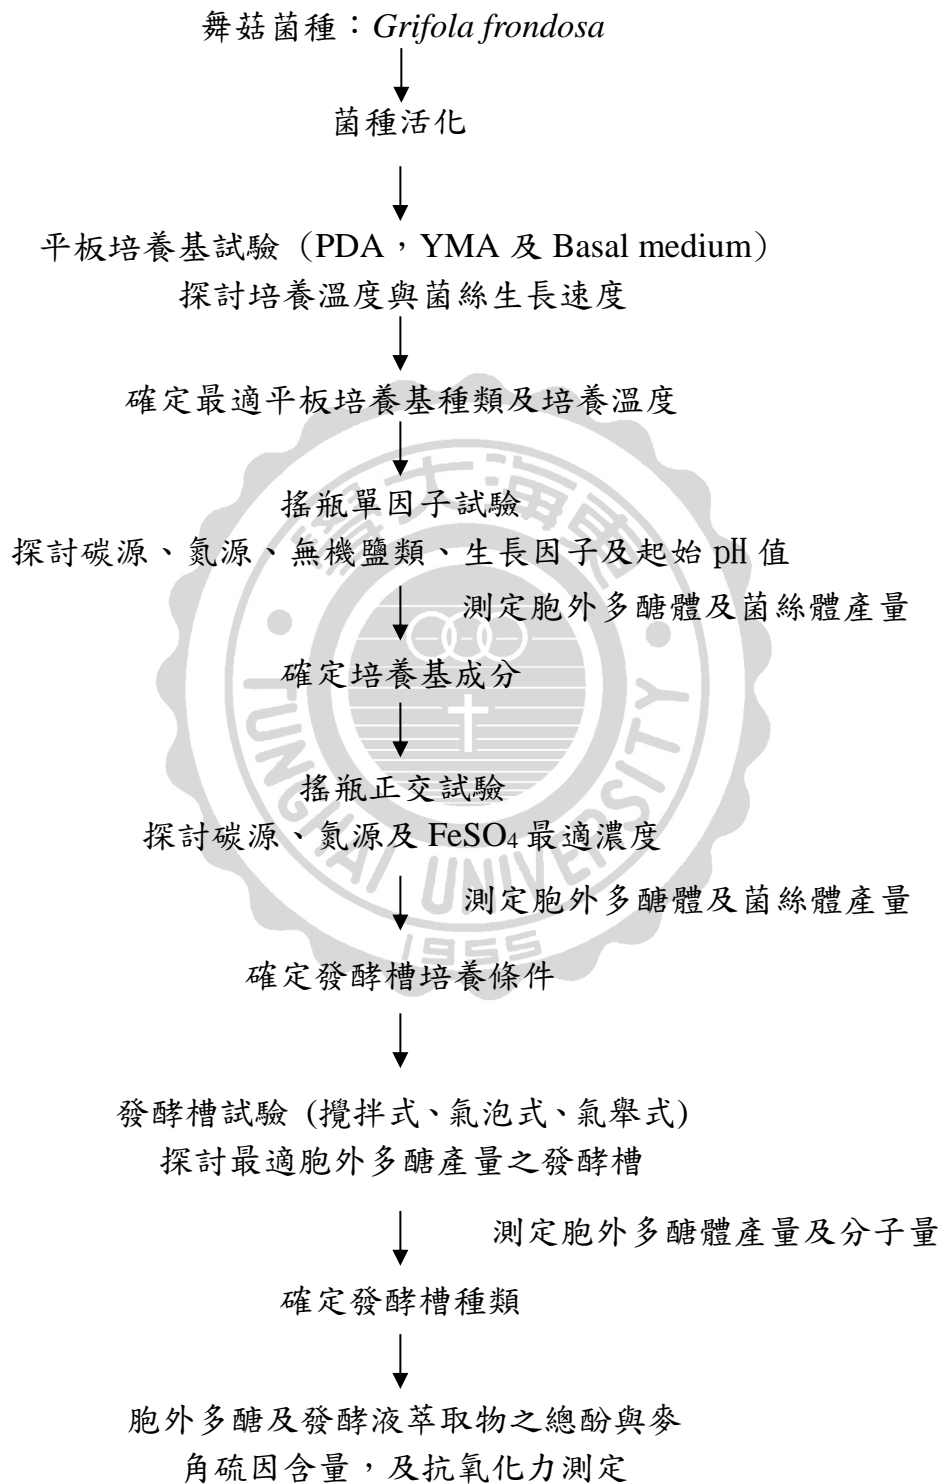 舞菇菌種：Grifola frondosa
菌種活化
平板培養基試驗（PDA，YMA 及 Basal medium）
探討培養溫度與菌絲生長速度
確定最適平板培養基種類及培養溫度
搖瓶單因子試驗
探討碳源、氮源、無機鹽類、生長因子及起始 pH 值
測定胞外多醣體及菌絲體產量
確定培養基成分
搖瓶正交試驗
探討碳源、氮源及 FeSO₄ 最適濃度
測定胞外多醣體及菌絲體產量
確定發酵槽培養條件
發酵槽試驗 (攪拌式、氣泡式、氣舉式)
探討最適胞外多醣產量之發酵槽
測定胞外多醣體產量及分子量
確定發酵槽種類
胞外多醣及發酵液萃取物之總酚與麥
角硫因含量，及抗氧化力測定
學大海東
TUNGHAI UNIVERSITY
1955